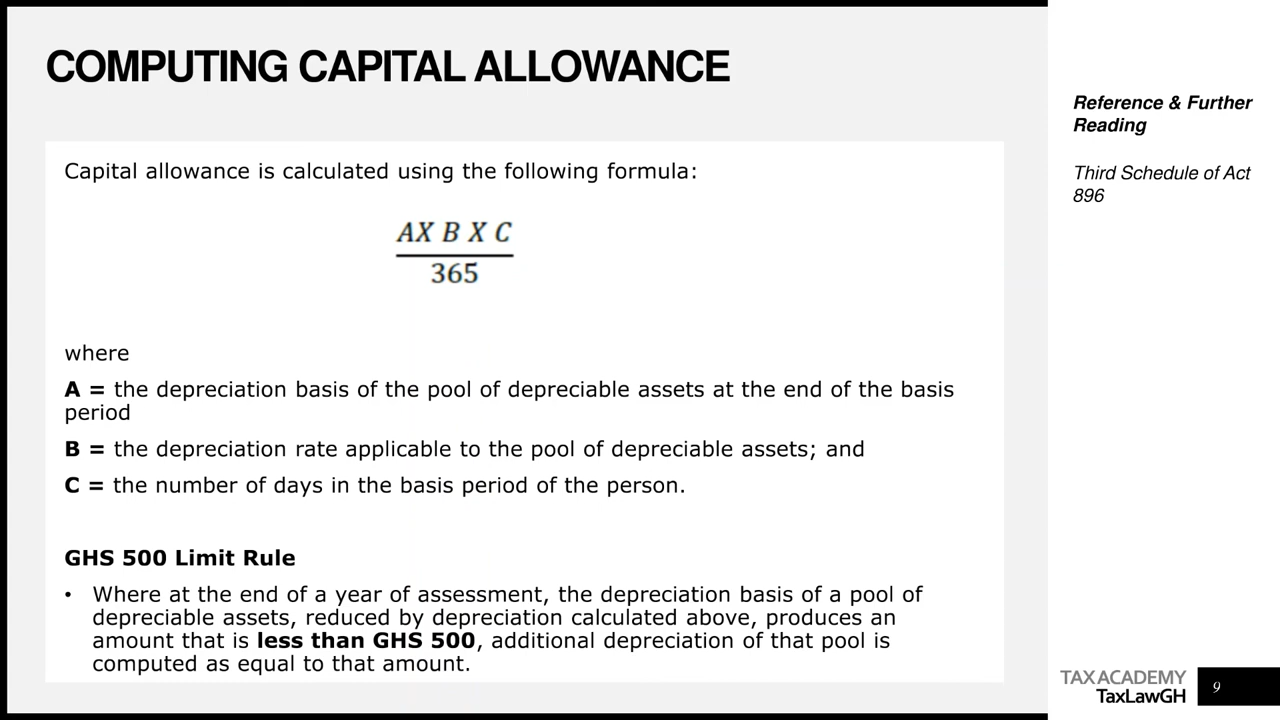 COMPUTING CAPITAL ALLOWANCE
Capital allowance is calculated using the following formula:
AX B X C
365
where
A = the depreciation basis of the pool of depreciable assets at the end of the basis
period
B = the depreciation rate applicable to the pool of depreciable assets; and
C = the number of days in the basis period of the person.
GHS 500 Limit Rule
• Where at the end of a year of assessment, the depreciation basis of a pool of
depreciable assets, reduced by depreciation calculated above, produces an
amount that is less than GHS 500, additional depreciation of that pool is
computed as equal to that amount.
Reference & Further
Reading
Third Schedule of Act
896
TAX ACADEMY
TaxLawGH
9